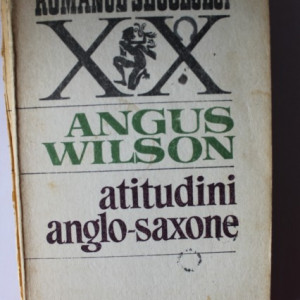 ROMANUL SECOLULUI
XX
ANGUS
WILSON
atitudini
anglo-saxone